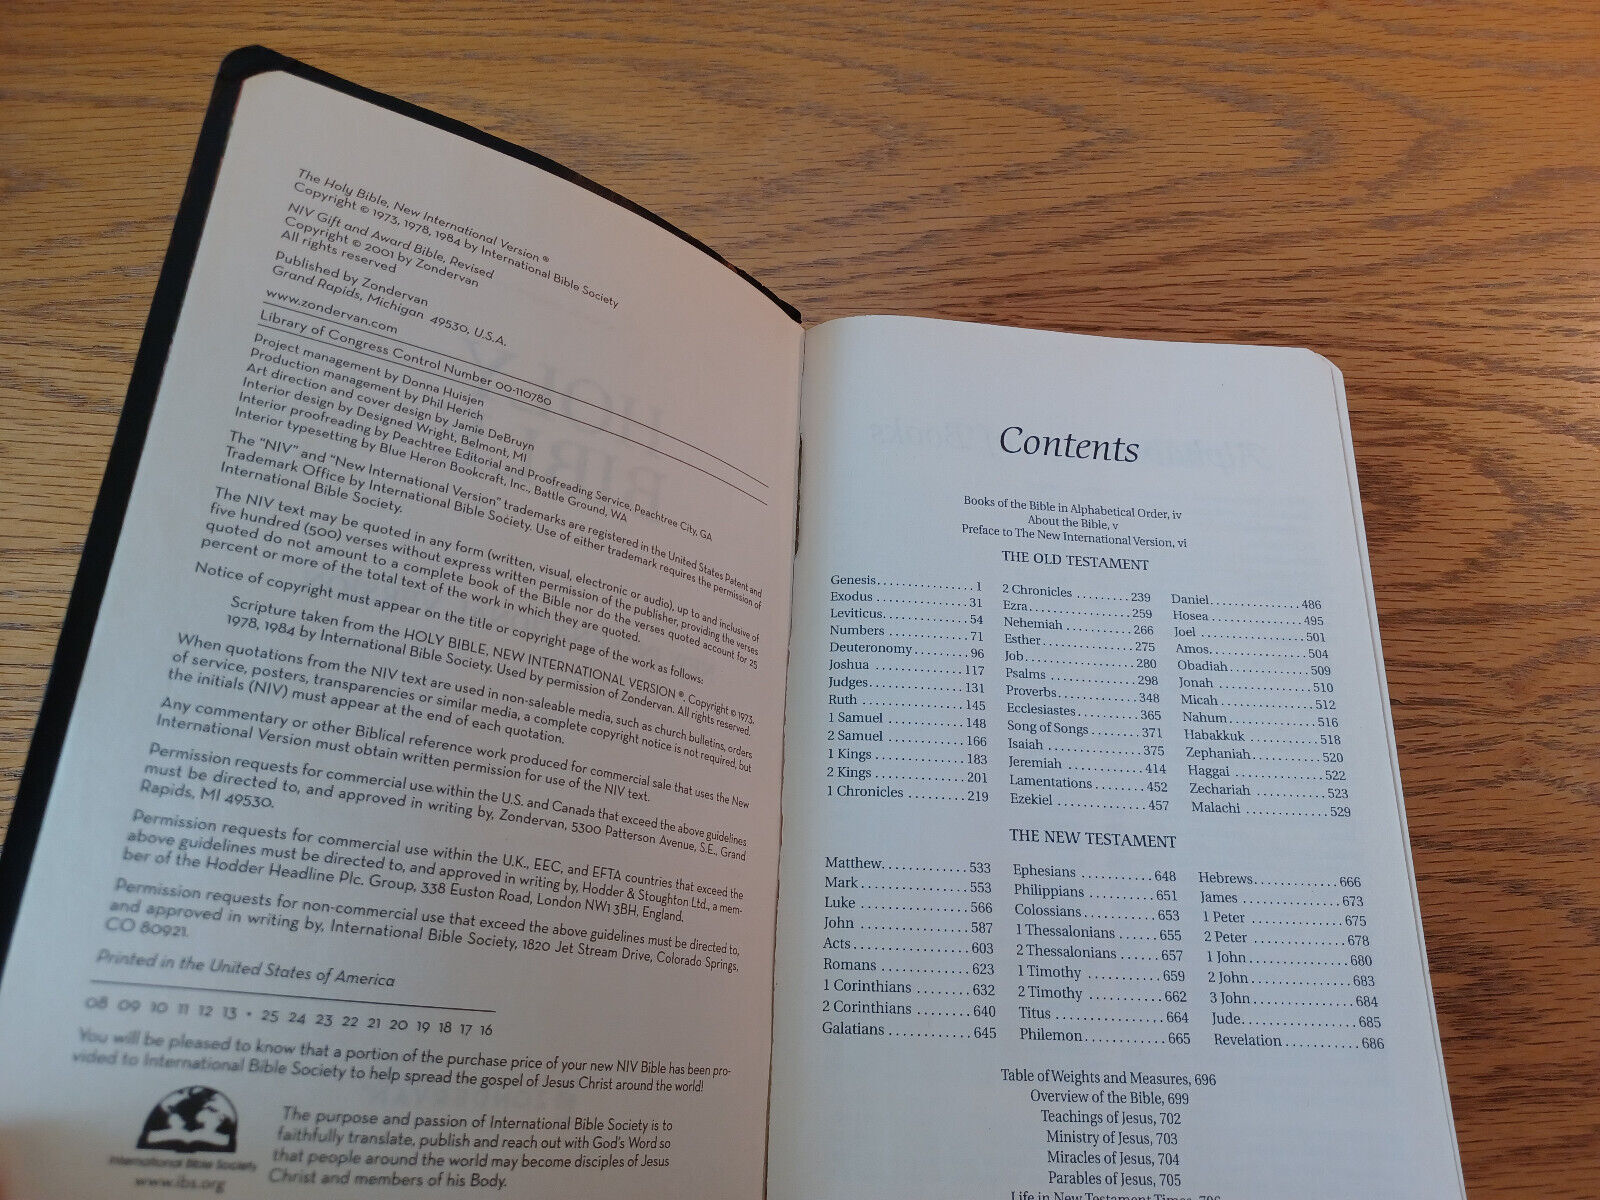 The Holy Bible, New International Version ®
Copyright © 1973, 1978, 1984 by International Bible Society
NIV Gift and Award Bible, Revised
Copyright © 2001 by Zondervan
All rights reserved
Published by Zondervan
Grand Rapids, Michigan 49530, U.S.A.
www.zondervan.com
Library of Congress Control Number 00-110780
Project management by Donna Huisjen
Production management by Phil Herich
Art direction and cover design by Jamie DeBruyn
Interior design by Designed Wright, Belmont, MI
Interior proofreading by Peachtree Editorial and Proofreading Service, Peachtree City, GA
Interior typesetting by Blue Heron Bookcraft, Inc., Battle Ground, WA
The "NIV" and "New International Version" trademarks are registered in the United States Patent and
Trademark Office by International Bible Society. Use of either trademark requires the permission of
International Bible Society.
The NIV text may be quoted in any form (written, visual, electronic or audio), up to and inclusive of
five hundred (500) verses without express written permission of the publisher, providing the verses
quoted do not amount to a complete book of the Bible nor do the verses quoted account for 25
percent or more of the total text of the work in which they are quoted.
Notice of copyright must appear on the title or copyright page of the work as follows:
Scripture taken from the HOLY BIBLE, NEW INTERNATIONAL VERSION ®. Copyright © 1973,
1978, 1984 by International Bible Society. Used by permission of Zondervan. All rights reserved.
When quotations from the NIV text are used in non-saleable media, such as church bulletins, orders
of service, posters, transparencies or similar media, a complete copyright notice is not required, but
the initials (NIV) must appear at the end of each quotation.
Any commentary or other Biblical reference work produced for commercial sale that uses the New
International Version must obtain written permission for use of the NIV text.
Permission requests for commercial use within the U.S. and Canada that exceed the above guidelines
must be directed to, and approved in writing by, Zondervan, 5300 Patterson Avenue, S.E., Grand
Rapids, MI 49530.
Permission requests for commercial use within the U.K., EEC, and EFTA countries that exceed the
above guidelines must be directed to, and approved in writing by, Hodder & Stoughton Ltd., a mem-
ber of the Hodder Headline Plc. Group, 338 Euston Road, London NW1 3BH, England.
Permission requests for non-commercial use that exceed the above guidelines must be directed to,
and approved in writing by, International Bible Society, 1820 Jet Stream Drive, Colorado Springs,
CO 80921.
Printed in the United States of America
08 09 10 11 12 13 • 25 24 23 22 21 20 19 18 17 16
You will be pleased to know that a portion of the purchase price of your new NIV Bible has been pro-
vided to International Bible Society to help spread the gospel of Jesus Christ around the world!
International Bible Society
www.ibs.org
The purpose and passion of International Bible Society is to
faithfully translate, publish and reach out with God's Word so
that people around the world may become disciples of Jesus
Christ and members of his Body.
Contents
Books of the Bible in Alphabetical Order, iv
About the Bible, v
Preface to The New International Version, vi
THE OLD TESTAMENT
Genesis . . . . . 1
Exodus . . . . . 31
Leviticus . . . . . 54
Numbers . . . . . 71
Deuteronomy . . . . . 96
Joshua . . . . . 117
Judges . . . . . 131
Ruth . . . . . 145
1 Samuel . . . . . 148
2 Samuel . . . . . 166
1 Kings . . . . . 183
2 Kings . . . . . 201
1 Chronicles . . . . . 219
2 Chronicles . . . . . 239
Ezra . . . . . 259
Nehemiah . . . . . 266
Esther . . . . . 275
Job . . . . . 280
Psalms . . . . . 298
Proverbs . . . . . 348
Ecclesiastes . . . . . 365
Song of Songs . . . . . 371
Isaiah . . . . . 375
Jeremiah . . . . . 414
Lamentations . . . . . 452
Ezekiel . . . . . 457
Daniel . . . . . 486
Hosea . . . . . 495
Joel . . . . . 501
Amos . . . . . 504
Obadiah . . . . . 509
Jonah . . . . . 510
Micah . . . . . 512
Nahum . . . . . 516
Habakkuk . . . . . 518
Zephaniah . . . . . 520
Haggai . . . . . 522
Zechariah . . . . . 523
Malachi . . . . . 529
THE NEW TESTAMENT
Matthew . . . . . 533
Mark . . . . . 553
Luke . . . . . 566
John . . . . . 587
Acts . . . . . 603
Romans . . . . . 623
1 Corinthians . . . . . 632
2 Corinthians . . . . . 640
Galatians . . . . . 645
Ephesians . . . . . 648
Philippians . . . . . 651
Colossians . . . . . 653
1 Thessalonians . . . . . 655
2 Thessalonians . . . . . 657
1 Timothy . . . . . 659
2 Timothy . . . . . 662
Titus . . . . . 664
Philemon . . . . . 665
Hebrews . . . . . 666
James . . . . . 673
1 Peter . . . . . 675
2 Peter . . . . . 678
1 John . . . . . 680
2 John . . . . . 683
3 John . . . . . 684
Jude . . . . . 685
Revelation . . . . . 686
Table of Weights and Measures, 696
Overview of the Bible, 699
Teachings of Jesus, 702
Ministry of Jesus, 703
Miracles of Jesus, 704
Parables of Jesus, 705
Life in New Testament Times, 706